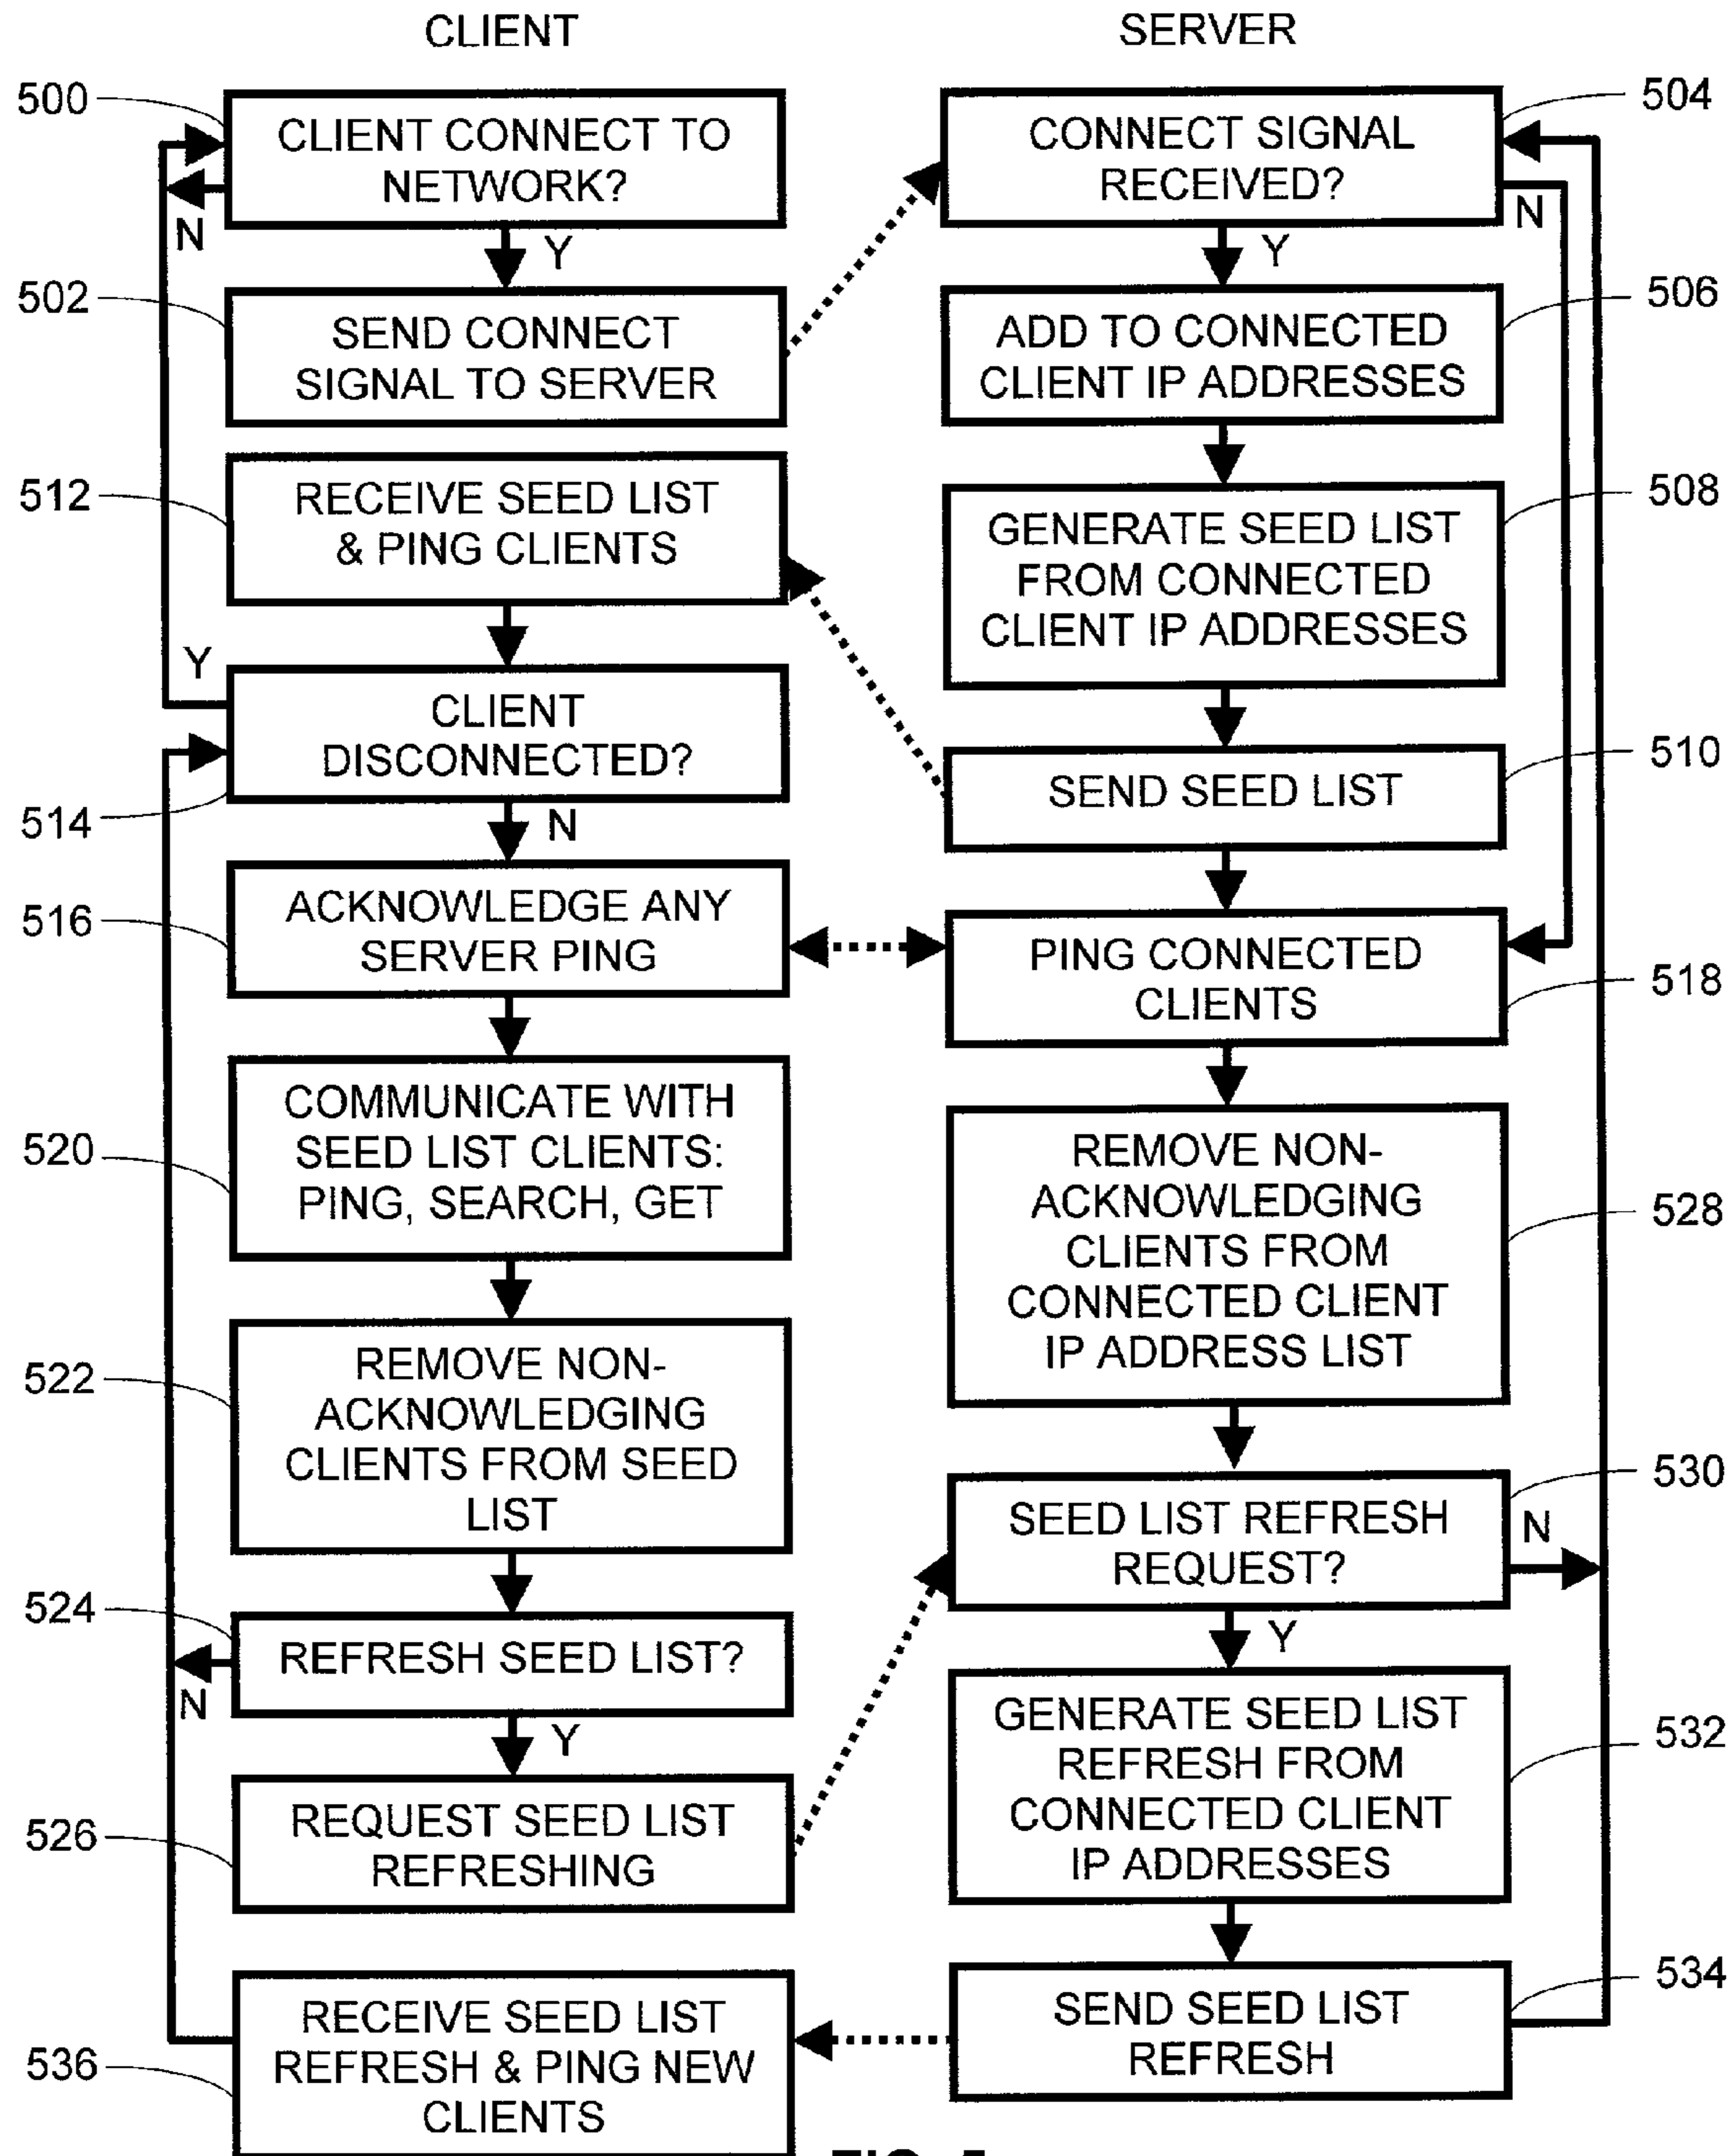 CLIENT
SERVER
500
CLIENT CONNECT TO
NETWORK?
N
Y
504
CONNECT SIGNAL
RECEIVED?
N
Y
502
SEND CONNECT
SIGNAL TO SERVER
506
ADD TO CONNECTED
CLIENT IP ADDRESSES
512
RECEIVE SEED LIST
& PING CLIENTS
508
GENERATE SEED LIST
FROM CONNECTED
CLIENT IP ADDRESSES
Y
CLIENT
DISCONNECTED?
514
N
510
SEND SEED LIST
516
ACKNOWLEDGE ANY
SERVER PING
PING CONNECTED
CLIENTS
518
520
COMMUNICATE WITH
SEED LIST CLIENTS:
PING, SEARCH, GET
REMOVE NON-
ACKNOWLEDGING
CLIENTS FROM
CONNECTED CLIENT
IP ADDRESS LIST
528
522
REMOVE NON-
ACKNOWLEDGING
CLIENTS FROM SEED
LIST
530
SEED LIST REFRESH
REQUEST?
N
Y
524
REFRESH SEED LIST?
N
Y
GENERATE SEED LIST
REFRESH FROM
CONNECTED CLIENT
IP ADDRESSES
532
526
REQUEST SEED LIST
REFRESHING
534
SEND SEED LIST
REFRESH
536
RECEIVE SEED LIST
REFRESH & PING NEW
CLIENTS